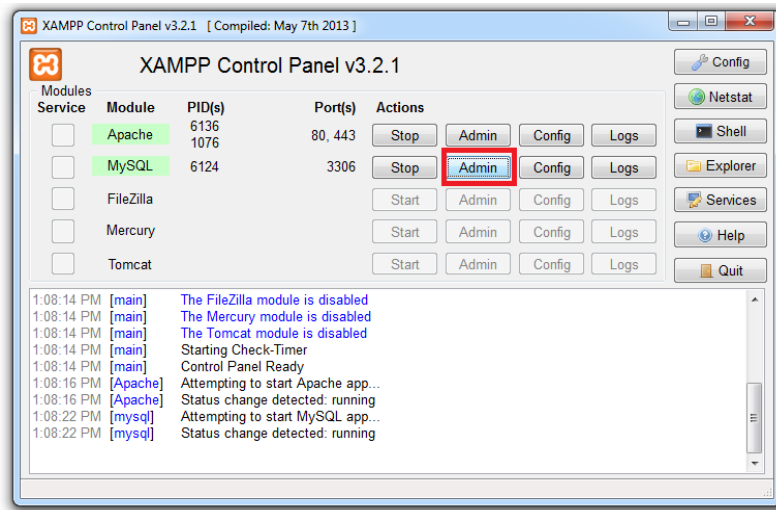 XAMPP Control Panel v3.2.1 [ Compiled: May 7th 2013 ]
XAMPP Control Panel v3.2.1
Config
Modules
Netstat
Service Module PID(s) Port(s) Actions
Apache 6136 1076 80, 443 Stop Admin Config Logs
Shell
MySQL 6124 3306 Stop Admin Config Logs
Explorer
FileZilla Start Admin Config Logs
Services
Mercury Start Admin Config Logs
Help
Tomcat Start Admin Config Logs
Quit
1:08:14 PM [main] The FileZilla module is disabled
1:08:14 PM [main] The Mercury module is disabled
1:08:14 PM [main] The Tomcat module is disabled
1:08:14 PM [main] Starting Check-Timer
1:08:14 PM [main] Control Panel Ready
1:08:16 PM [Apache] Attempting to start Apache app...
1:08:16 PM [Apache] Status change detected: running
1:08:22 PM [mysql] Attempting to start MySQL app...
1:08:22 PM [mysql] Status change detected: running